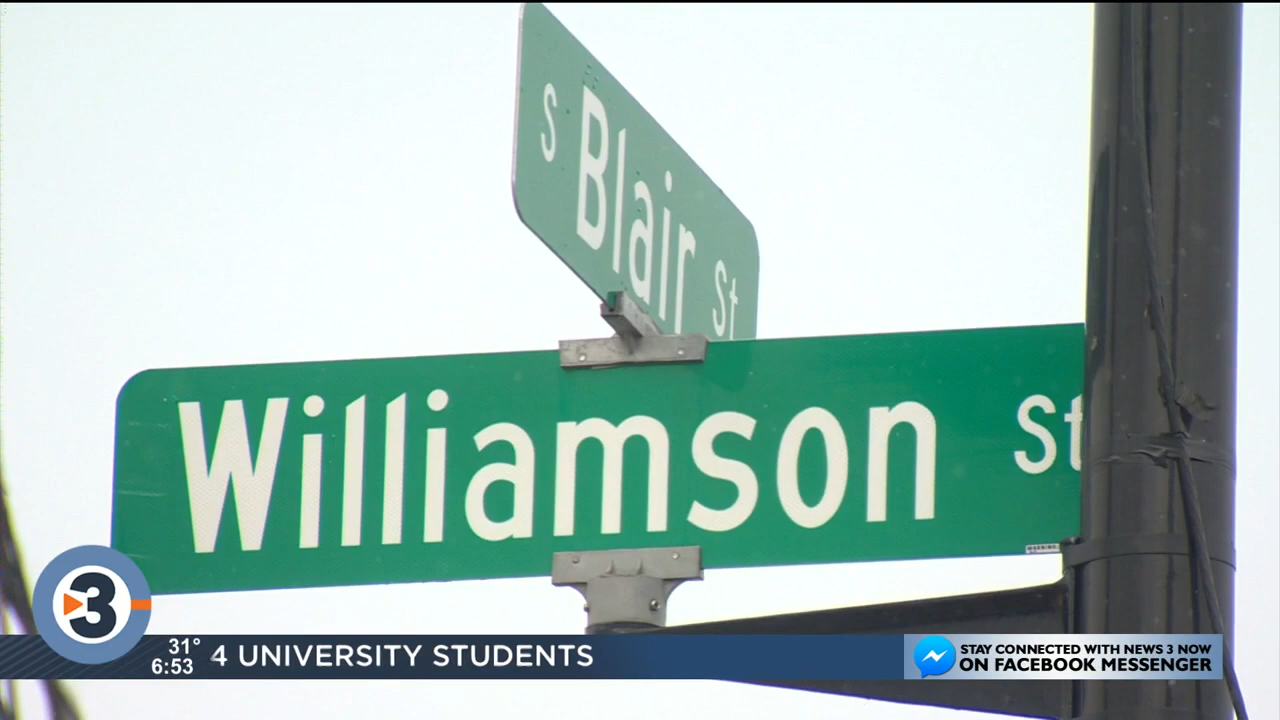 S Blair St
Williamson St
3
31°
6:53
4 UNIVERSITY STUDENTS
STAY CONNECTED WITH NEWS 3 NOW
ON FACEBOOK MESSENGER